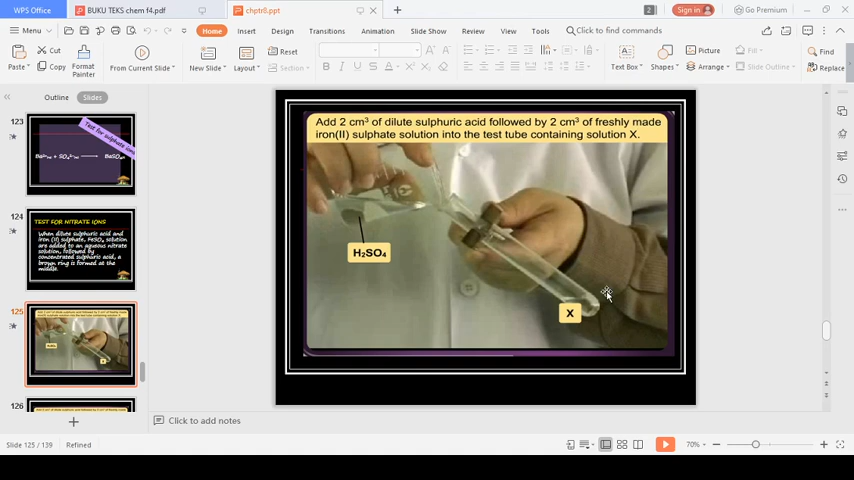 WPS Office
BUKU TEKS chem f4.pdf
chptr8.ppt
2
Sign in
Go Premium
Menu
Home
Insert
Design
Transitions
Animation
Slide Show
Review
View
Tools
Click to find commands
Paste
Cut
Copy
Format Painter
From Current Slide
New Slide
Layout
Reset
Section
Text Box
Shapes
Picture
Arrange
Fill
Slide Outline
Find
Replace
Outline
Slides
123
Test for sulphate ions
124
TEST FOR NITRATE IONS
When dilute sulphuric acid and
iron (II) sulphate, FeSO₄ solution
are added to an aqueous nitrate
solution, followed by
concentrated sulphuric acid, a
brown ring is formed at the
middle.
125
126
Add 2 cm³ of dilute sulphuric acid followed by 2 cm³ of freshly made
iron(II) sulphate solution into the test tube containing solution X.
H₂SO₄
X
Click to add notes
Slide 125 / 139
Refined
70%